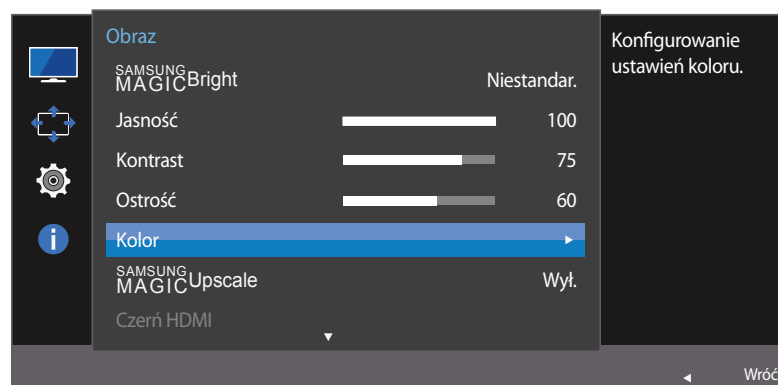 Obraz
SAMSUNG
MAGICBright Niestandar.
Jasność 100
Kontrast 75
Ostrość 60
Kolor
SAMSUNG
MAGICUpscale Wył.
Czerń HDMI
Konfigurowanie
ustawień koloru.
Wróć